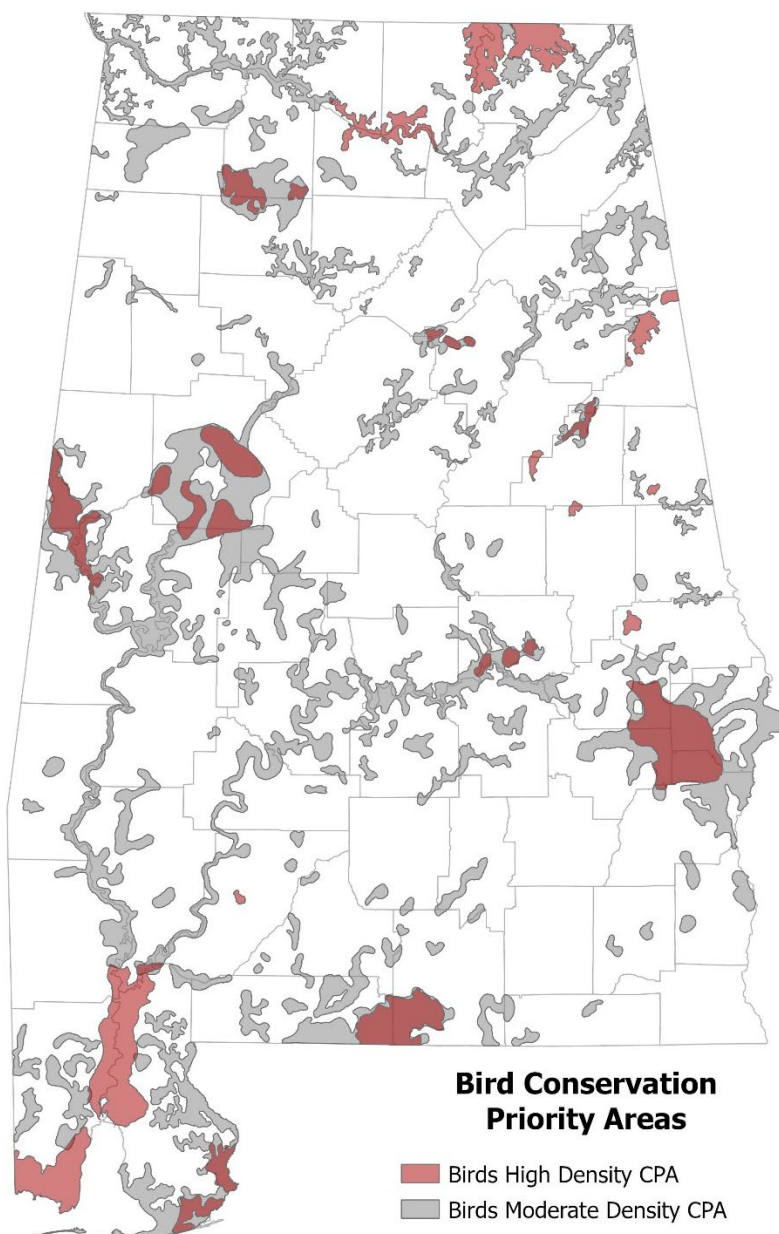 Bird Conservation
Priority Areas
Birds High Density CPA
Birds Moderate Density CPA